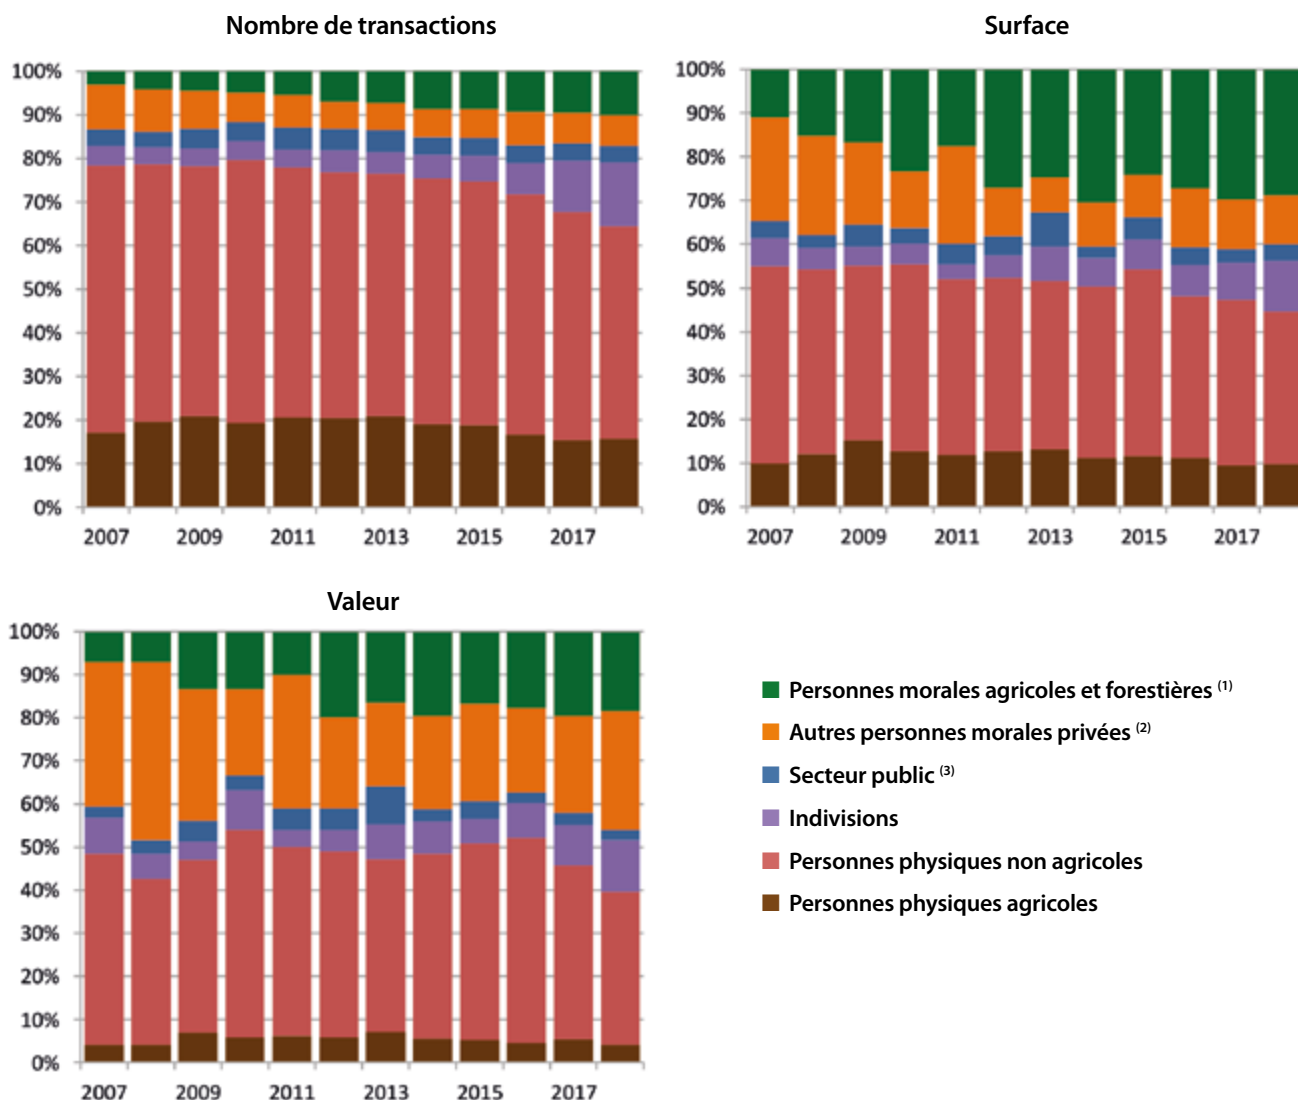 Nombre de transactions
100%
90%
80%
70%
60%
50%
40%
30%
20%
10%
0%
2007 2009 2011 2013 2015 2017
Surface
100%
90%
80%
70%
60%
50%
40%
30%
20%
10%
0%
2007 2009 2011 2013 2015 2017
Valeur
100%
90%
80%
70%
60%
50%
40%
30%
20%
10%
0%
2007 2009 2011 2013 2015 2017
Personnes morales agricoles et forestières (1)
Autres personnes morales privées (2)
Secteur public (3)
Indivisions
Personnes physiques non agricoles
Personnes physiques agricoles